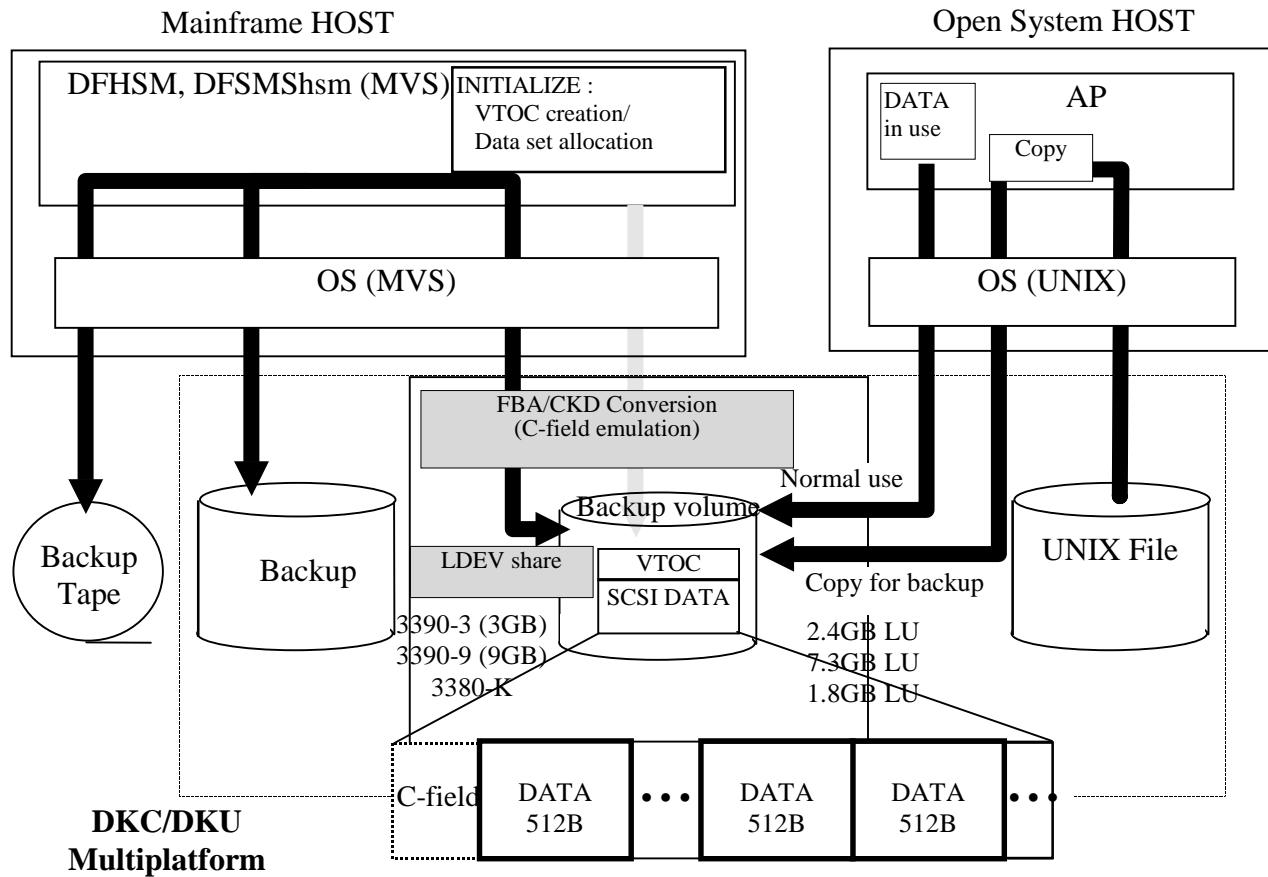 Mainframe HOST
Open System HOST
DFHSM, DFSMShsm (MVS)
INITIALIZE :
VTOC creation/
Data set allocation
DATA
in use
AP
Copy
OS (MVS)
OS (UNIX)
FBA/CKD Conversion
(C-field emulation)
Normal use
Backup volume
Backup
Tape
Backup
LDEV share
VTOC
SCSI DATA
Copy for backup
UNIX File
3390-3 (3GB)
3390-9 (9GB)
3380-K
2.4GB LU
7.3GB LU
1.8GB LU
C-field
DATA
512B
• • •
DATA
512B
DATA
512B
• • •
DKC/DKU
Multiplatform